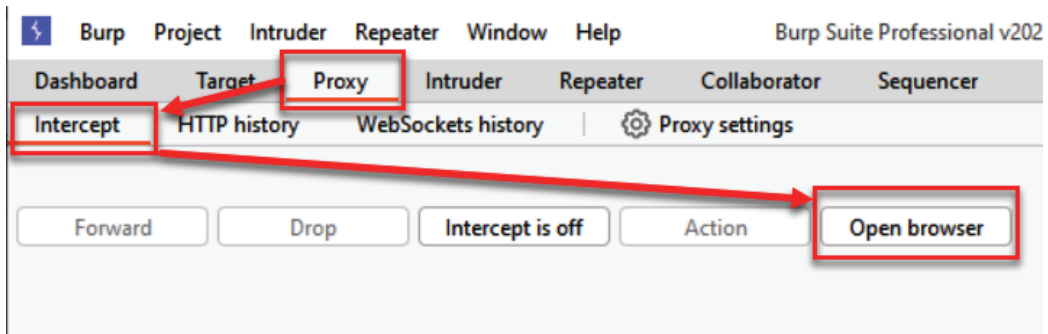 Burp Project Intruder Repeater Window Help Burp Suite Professional v202
Dashboard Target Proxy Intruder Repeater Collaborator Sequencer
Intercept HTTP history WebSockets history Proxy settings
Forward Drop Intercept is off Action Open browser